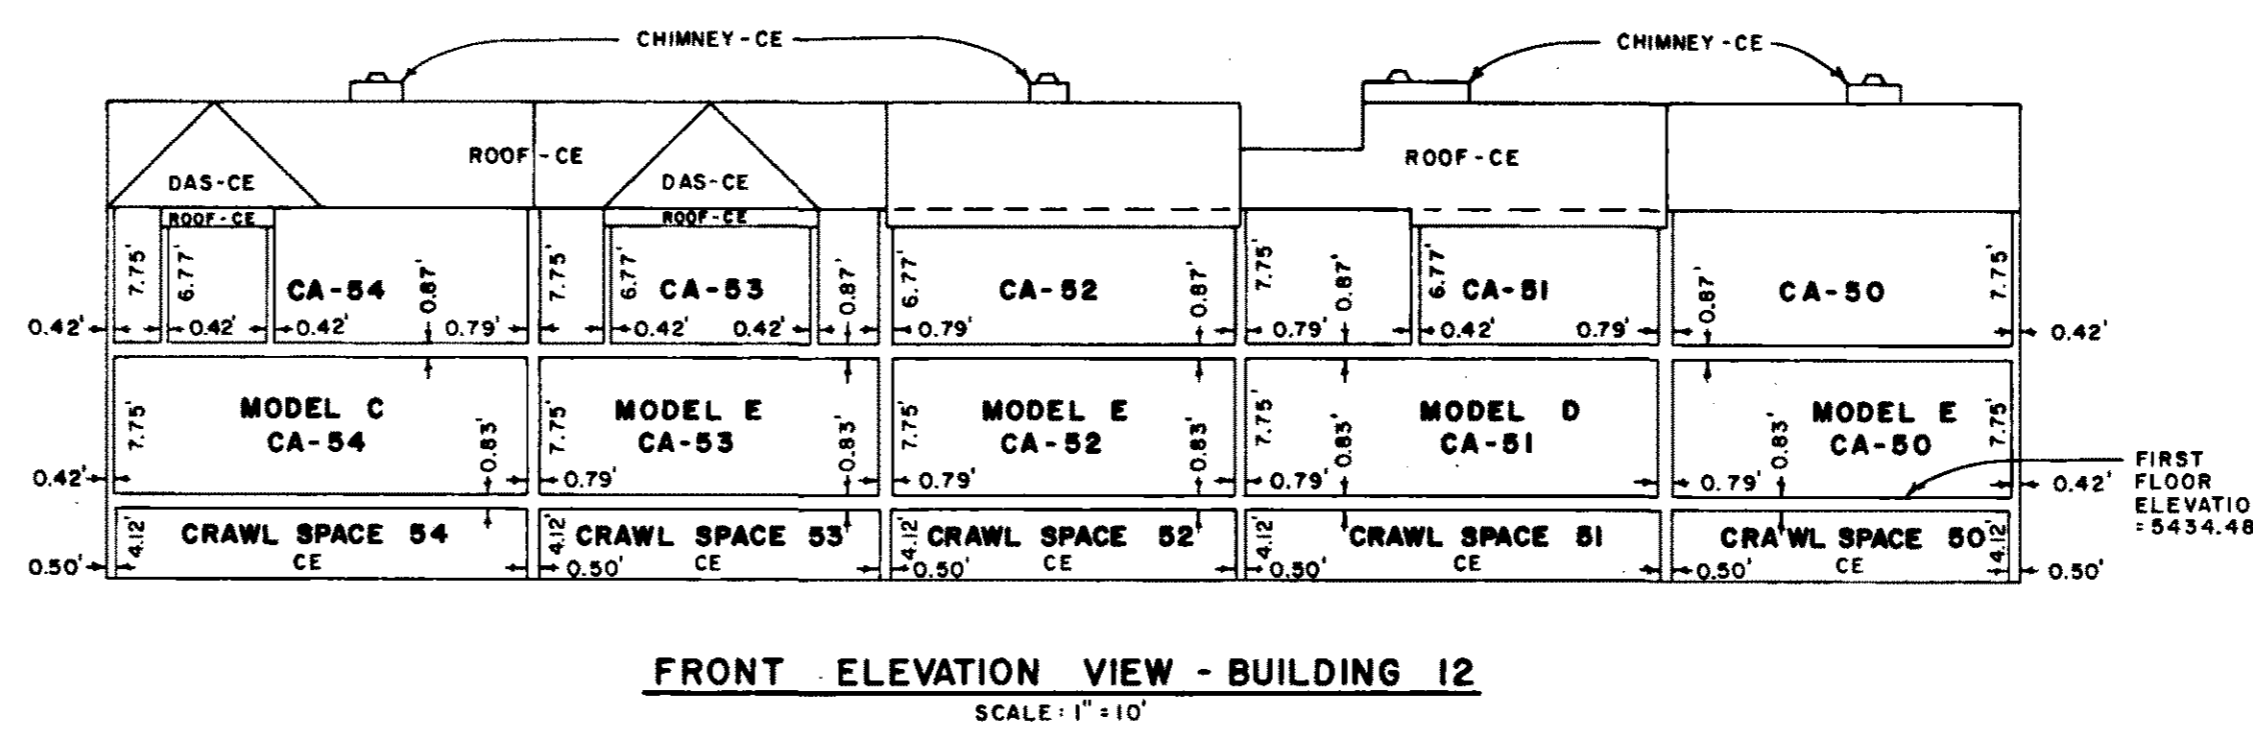 CHIMNEY-CE
CHIMNEY-CE
ROOF-CE
ROOF-CE
DAS-CE
DAS-CE
ROOF-CE
ROOF-CE
7.75'
6.77'
CA-54
0.87'
7.75'
6.77'
CA-53
0.87'
6.77'
CA-52
0.87'
7.75'
0.87'
6.77'
CA-51
0.87'
CA-50
7.75'
0.42'
0.42'
0.42'
0.79'
0.42'
0.42'
0.79'
0.79'
0.42'
0.79'
0.42'
7.75'
MODEL C
CA-54
0.83'
7.75'
MODEL E
CA-53
0.83'
7.75'
MODEL E
CA-52
0.83'
7.75'
0.83'
MODEL D
CA-51
0.83'
MODEL E
CA-50
7.75'
0.42'
0.79'
0.79'
0.79'
0.79'
0.42'
FIRST
FLOOR
ELEVATIO
=5434.48
4.12'
CRAWL SPACE 54
CE
4.12'
CRAWL SPACE 53
CE
4.12'
CRAWL SPACE 52
CE
4.12'
CRAWL SPACE 51
CE
CRAWL SPACE 50
CE
4.12'
0.50'
0.50'
0.50'
0.50'
0.50'
0.50'
FRONT ELEVATION VIEW - BUILDING 12
SCALE: 1"=10'